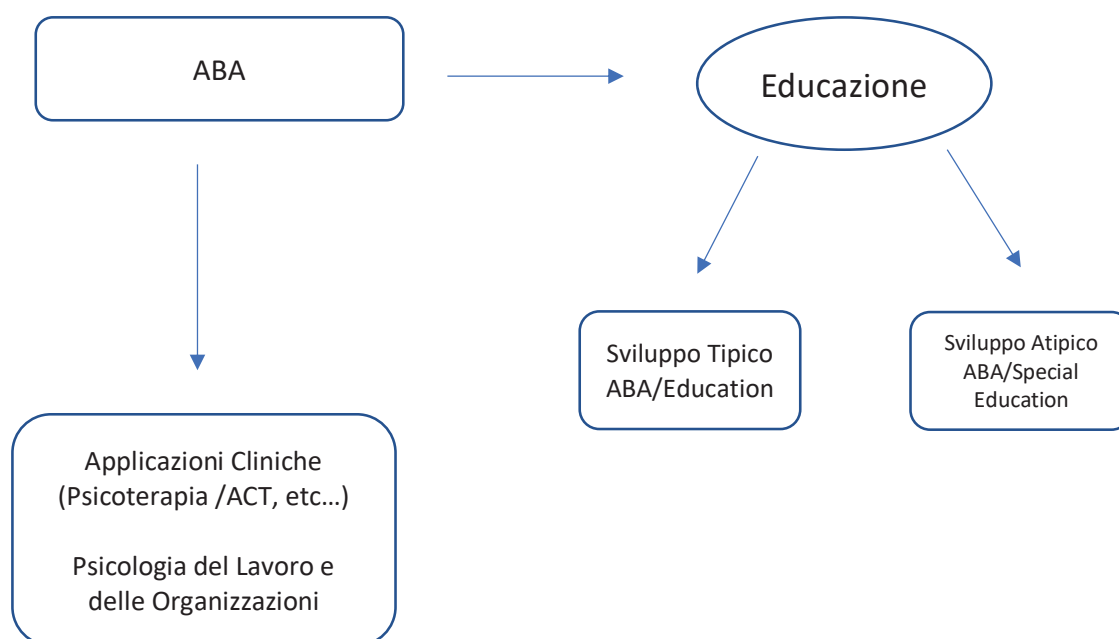 ABA
Educazione
Sviluppo Tipico
ABA/Education
Sviluppo Atipico
ABA/Special
Education
Applicazioni Cliniche
(Psicoterapia /ACT, etc...)
Psicologia del Lavoro e
delle Organizzazioni